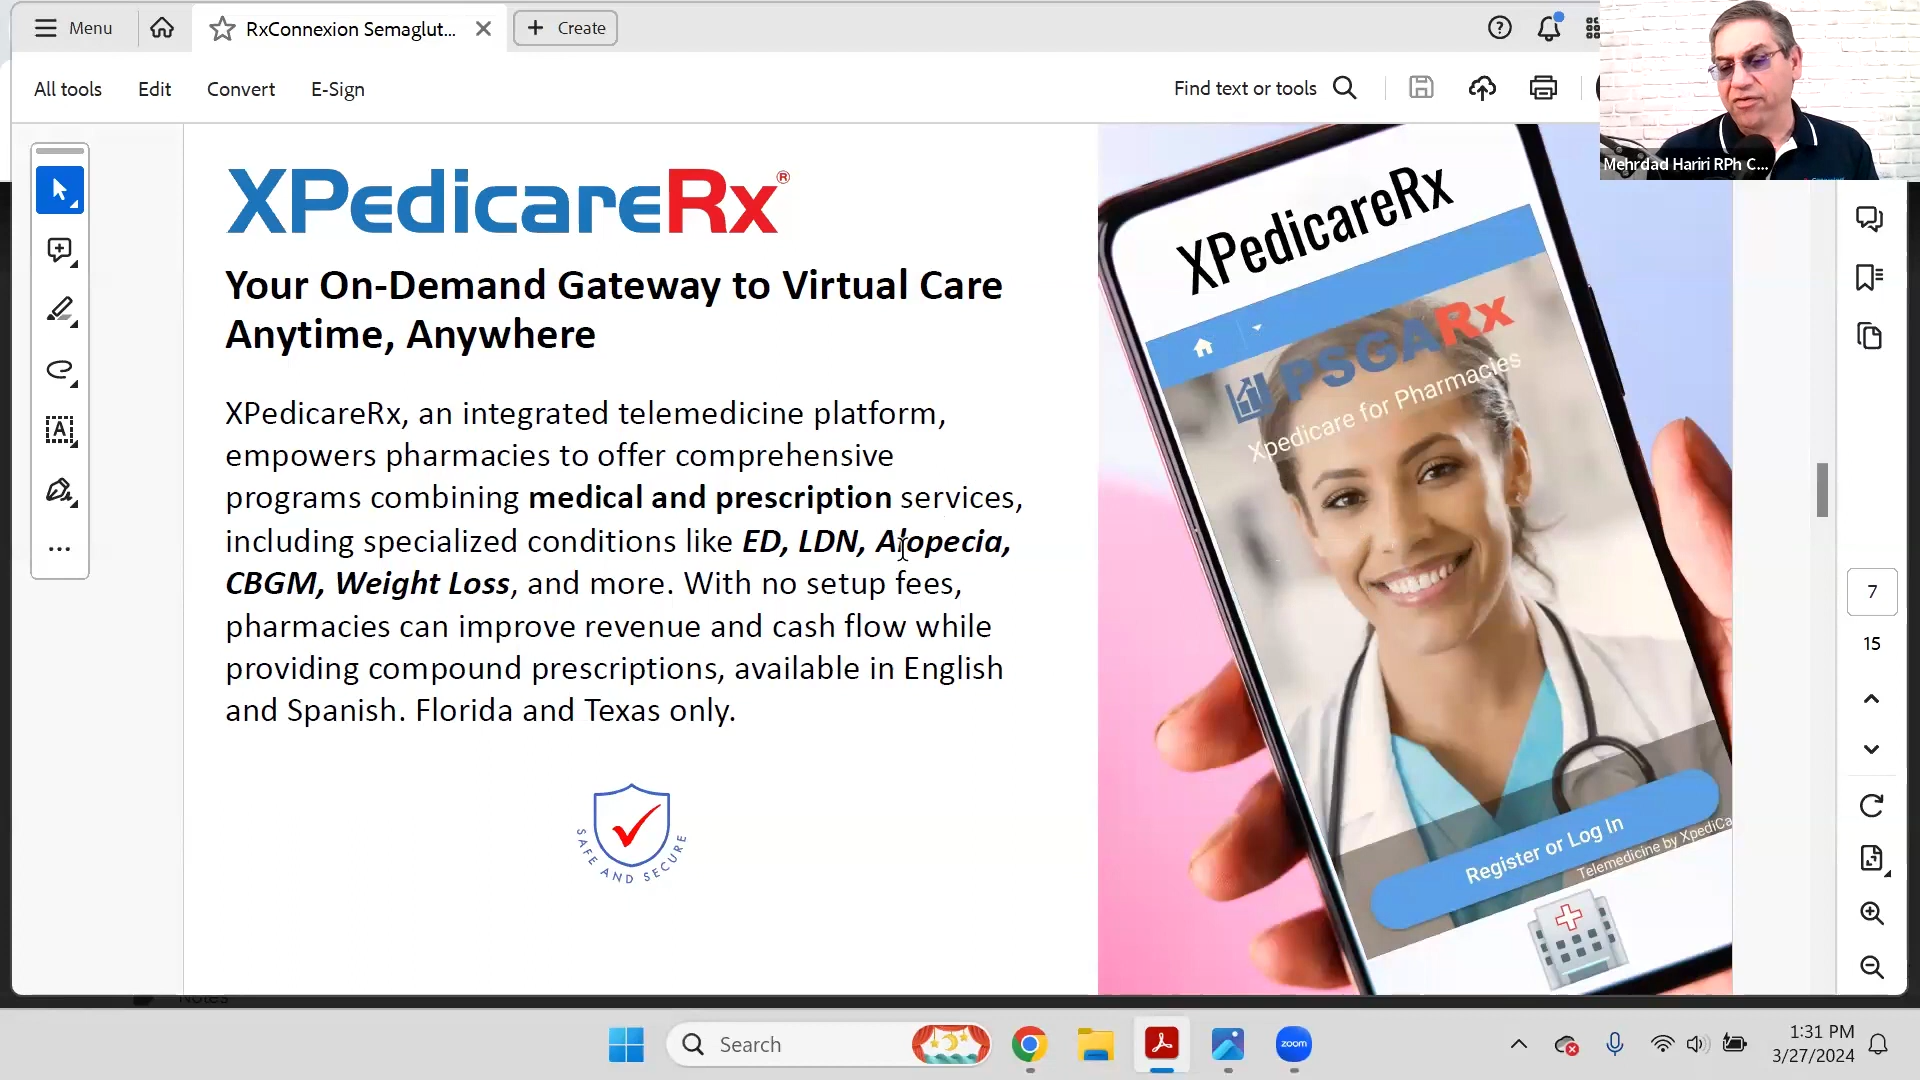 Menu
RxConnexion Semaglut...
Create
All tools
Edit
Convert
E-Sign
Find text or tools
Mehrdad Hariri RPh C...
XPedicareRx®
Your On-Demand Gateway to Virtual Care
Anytime, Anywhere
XPedicareRx, an integrated telemedicine platform,
empowers pharmacies to offer comprehensive
programs combining medical and prescription services,
including specialized conditions like ED, LDN, Alopecia,
CBGM, Weight Loss, and more. With no setup fees,
pharmacies can improve revenue and cash flow while
providing compound prescriptions, available in English
and Spanish. Florida and Texas only.
SAFE AND SECURE
XPedicareRx
PSGARx
Xpedicare for Pharmacies
Register or Log In
Telemedicine by XpediCa
7
15
Notes
Search
zoom
1:31 PM
3/27/2024